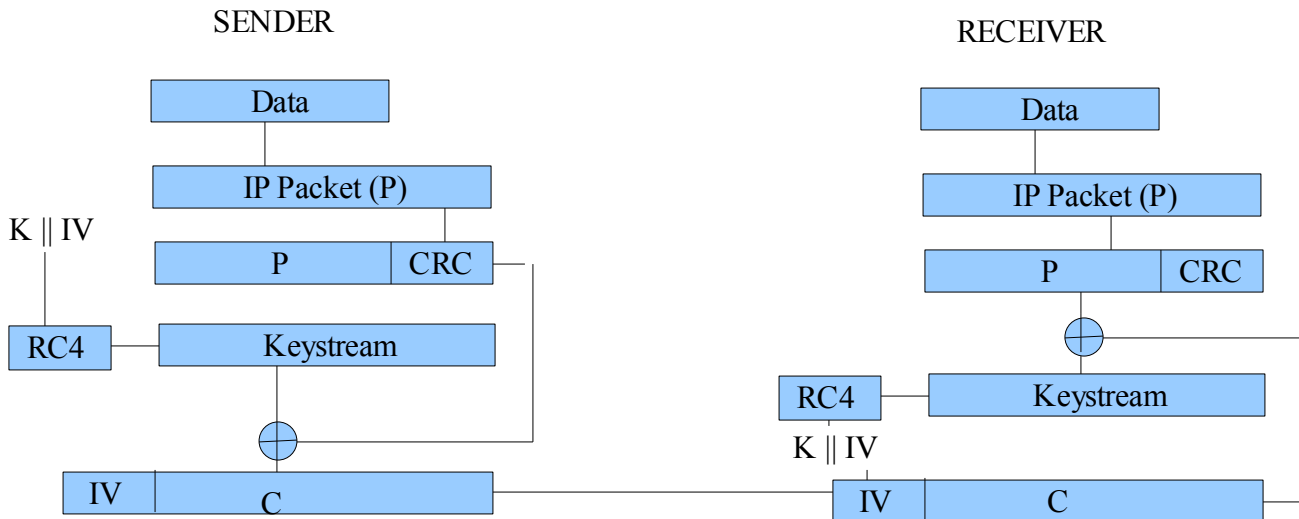 SENDER
Data
IP Packet (P)
K || IV
P
CRC
RC4
Keystream
IV
C
RECEIVER
Data
IP Packet (P)
P
CRC
RC4
Keystream
K || IV
IV
C